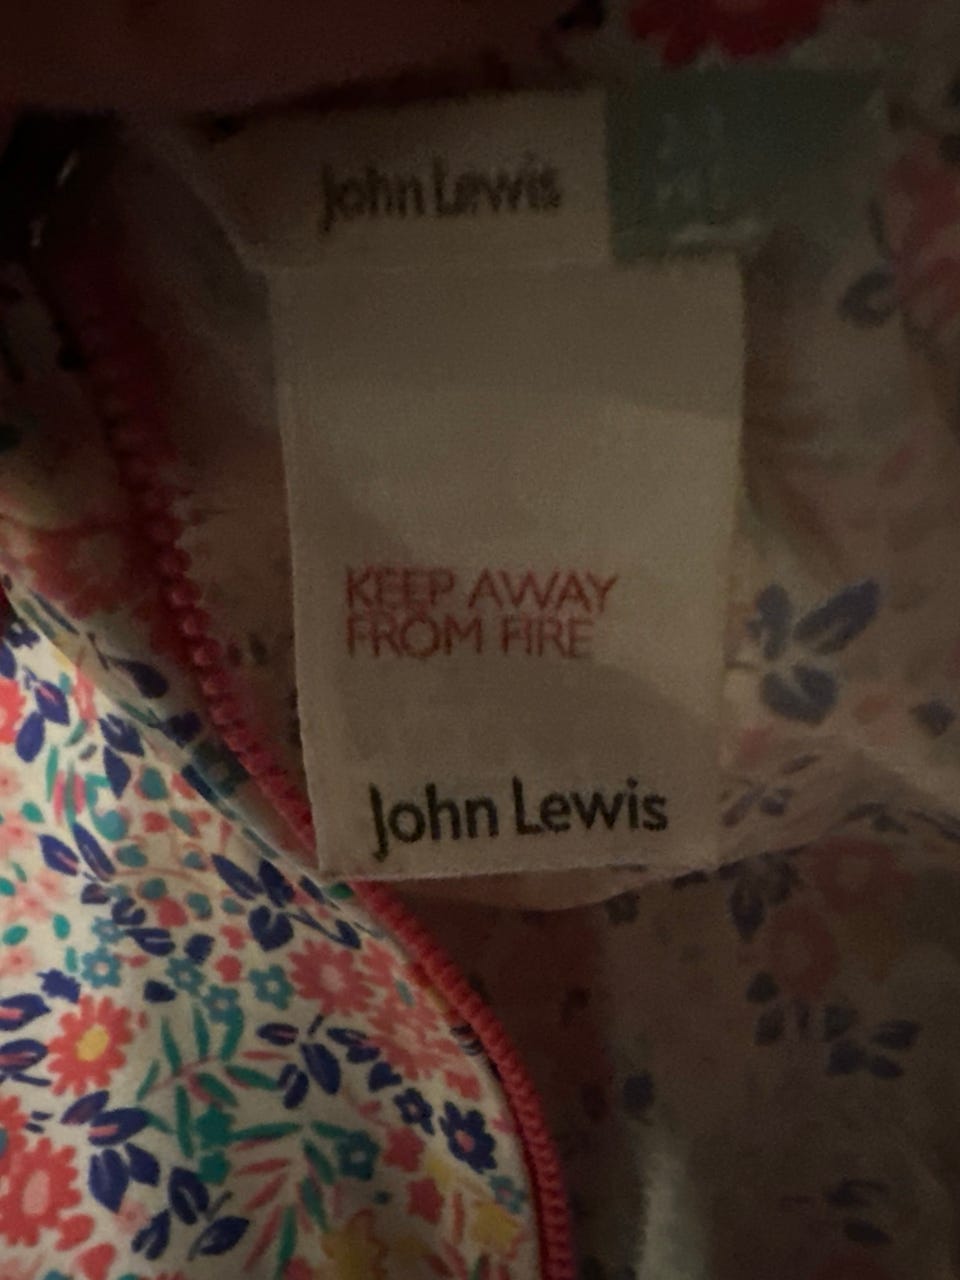 John Lewis
KEEP AWAY
FROM FIRE
John Lewis